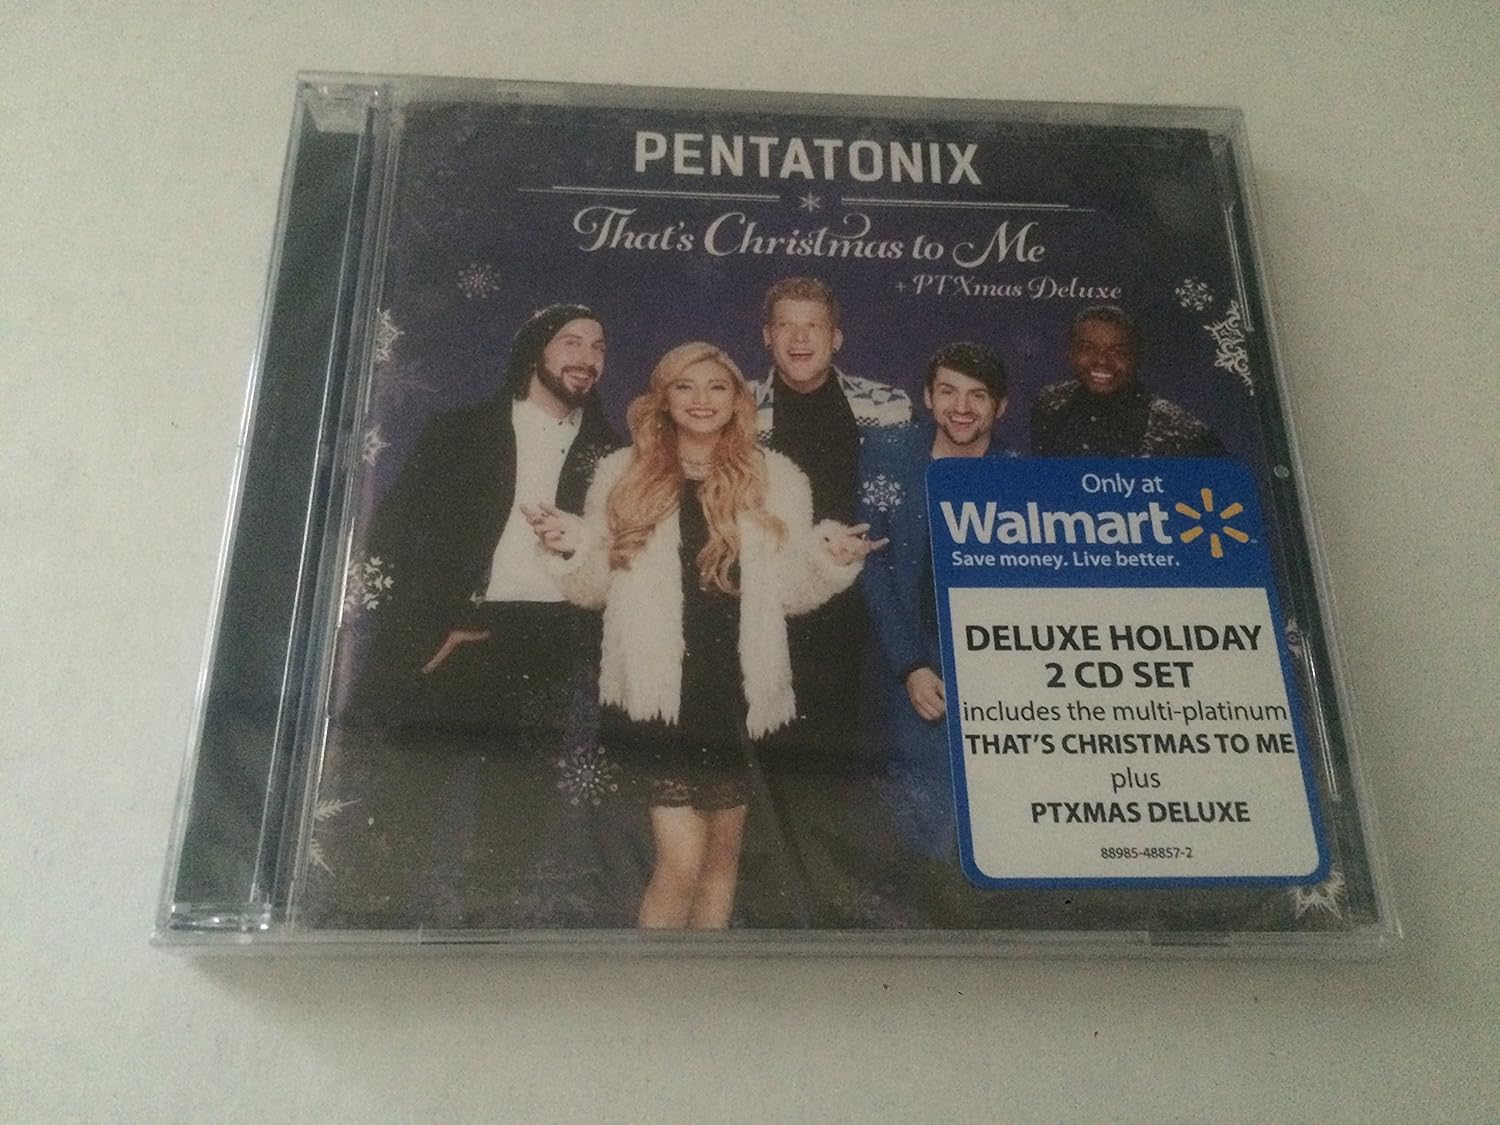 PENTATONIX
That's Christmas to Me
+ PTXmas Deluxe
Only at
Walmart
Save money. Live better.
DELUXE HOLIDAY
2 CD SET
includes the multi-platinum
THAT'S CHRISTMAS TO ME
plus
PTXMAS DELUXE
88985-48857-2